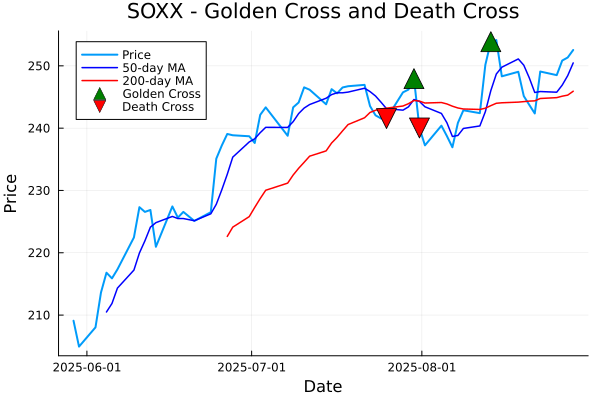 SOXX - Golden Cross and Death Cross
Price
50-day MA
200-day MA
Golden Cross
Death Cross
250
240
230
220
210
Price
2025-06-01
2025-07-01
2025-08-01
Date